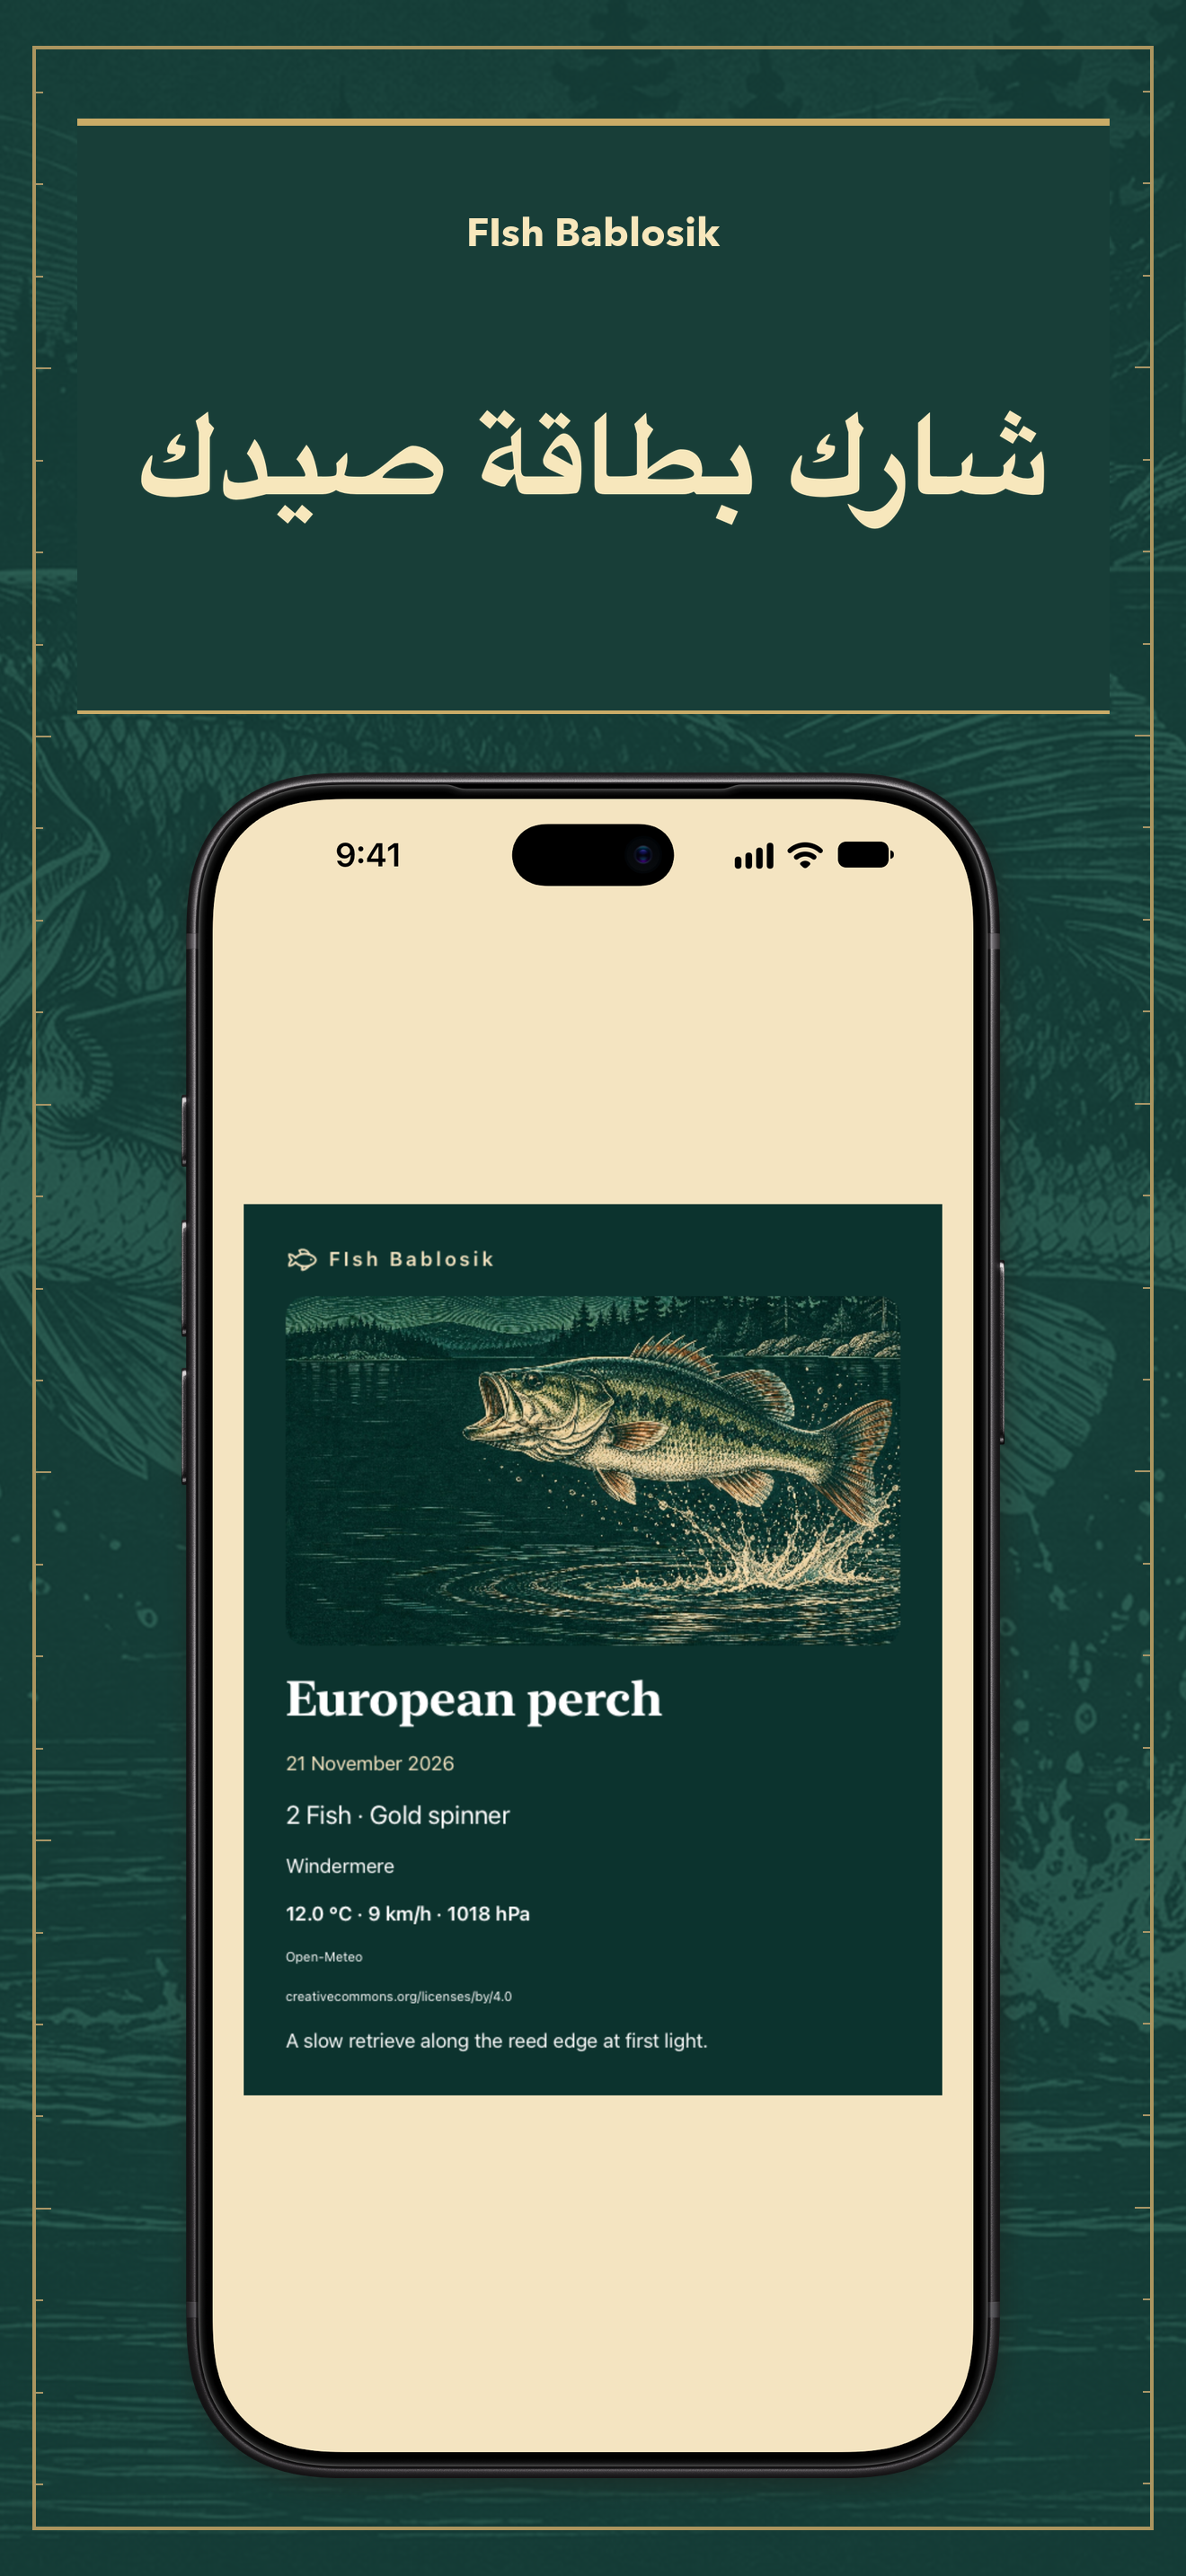 FIsh Bablosik
شارك بطاقة صيدك
9:41
FIsh Bablosik
European perch
21 November 2026
2 Fish · Gold spinner
Windermere
12.0 °C · 9 km/h · 1018 hPa
Open-Meteo
creativecommons.org/licenses/by/4.0
A slow retrieve along the reed edge at first light.